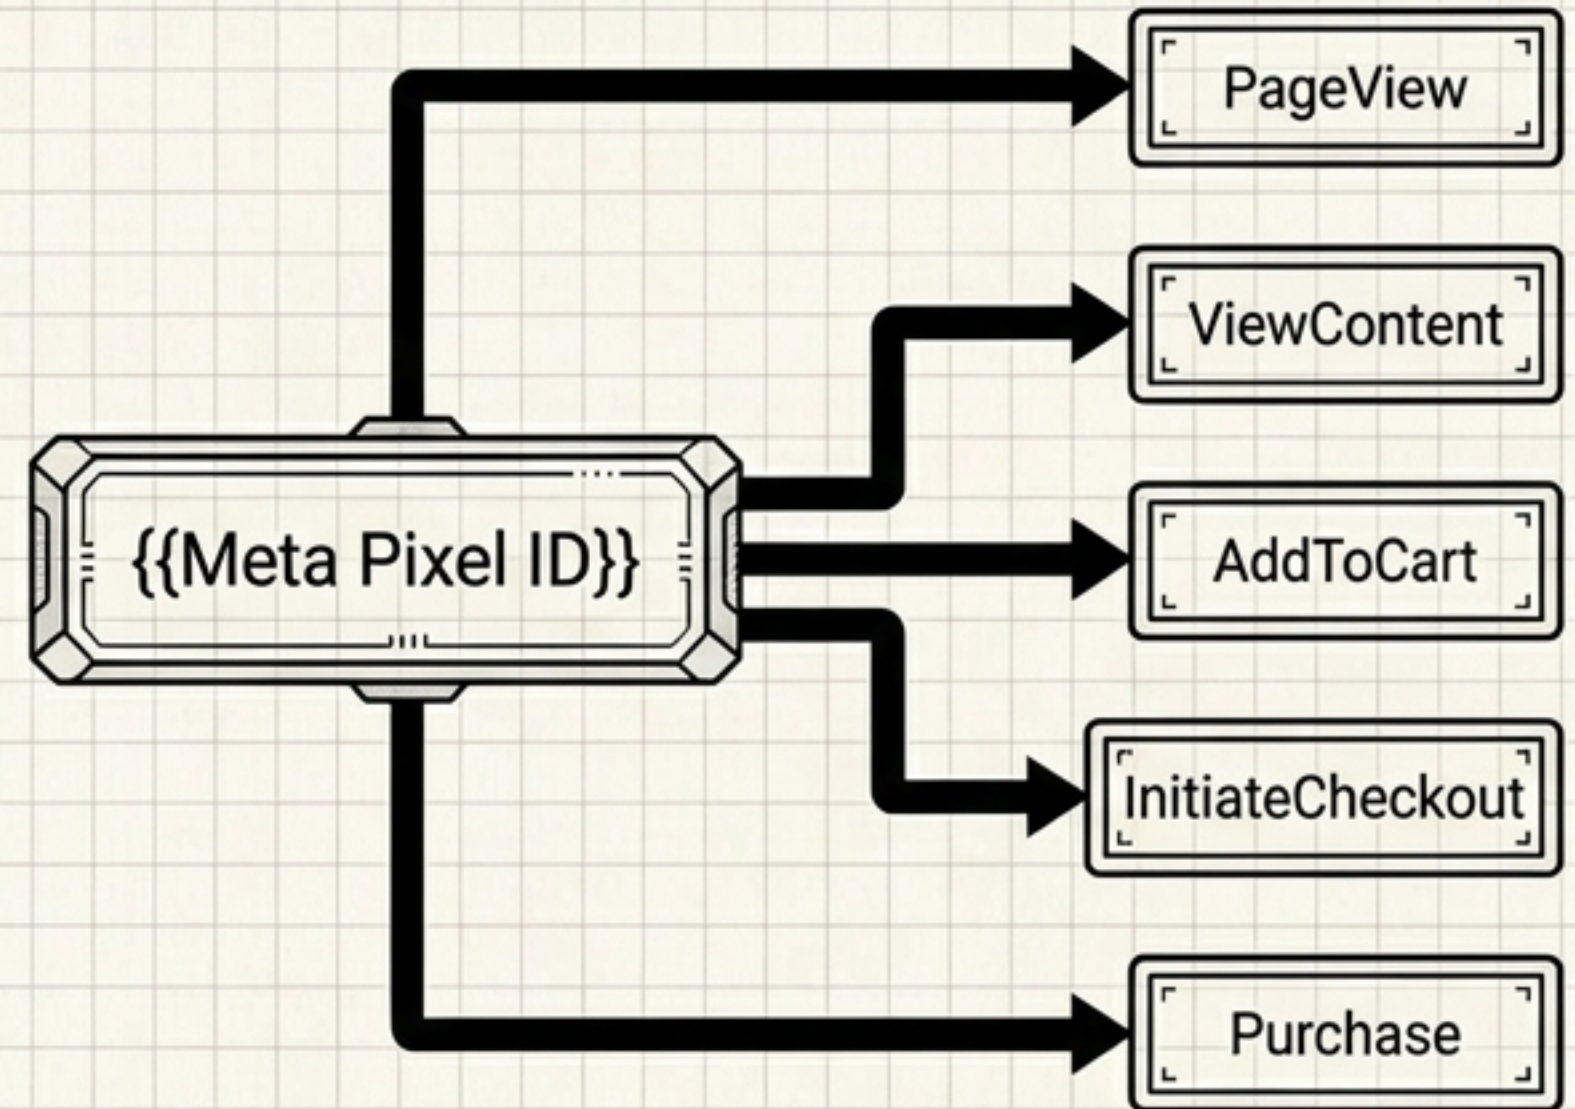 PageView
ViewContent
{{Meta Pixel ID}}
AddToCart
InitiateCheckout
Purchase